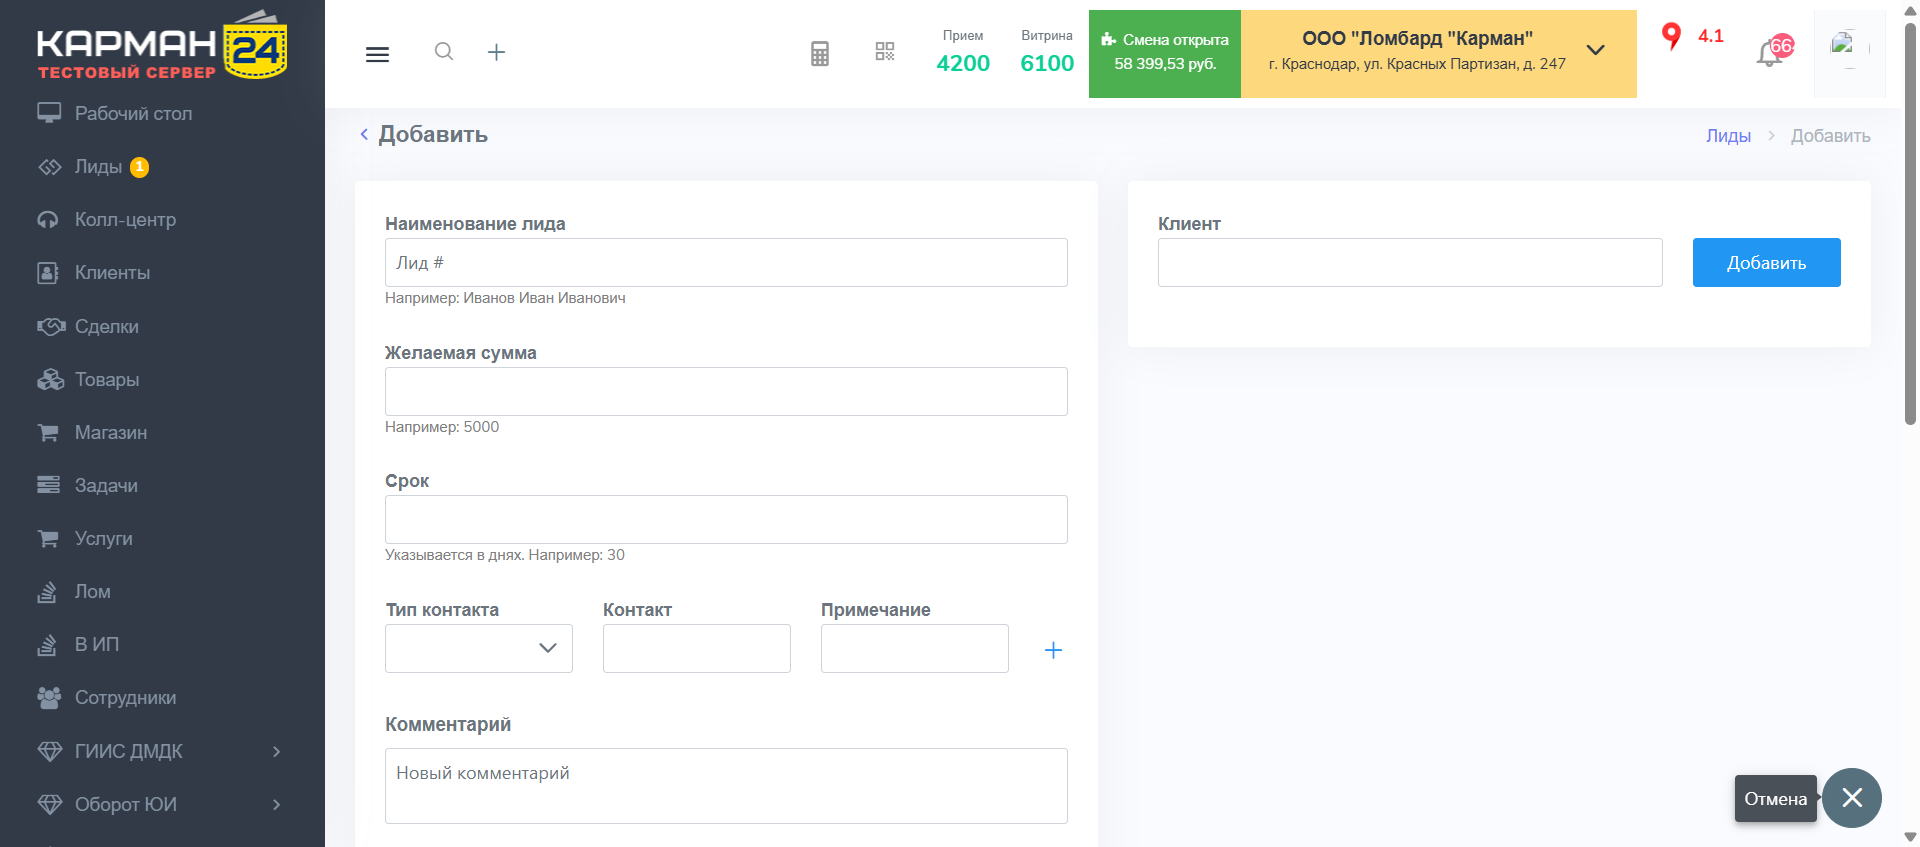 КАРМАН 24
ТЕСТОВЫЙ СЕРВЕР
Рабочий стол
Лиды 1
Колл-центр
Клиенты
Сделки
Товары
Магазин
Задачи
Услуги
Лом
В ИП
Сотрудники
ГИИС ДМДК
Оборот ЮИ
Прием
4200
Витрина
6100
Смена открыта
58 399,53 руб.
ООО "Ломбард "Карман"
г. Краснодар, ул. Красных Партизан, д. 247
4.1
Добавить
Лиды > Добавить
Наименование лида
Лид #
Например: Иванов Иван Иванович
Желаемая сумма
Например: 5000
Срок
Указывается в днях. Например: 30
Тип контакта
Контакт
Примечание
Комментарий
Новый комментарий
Клиент
Добавить
Отмена